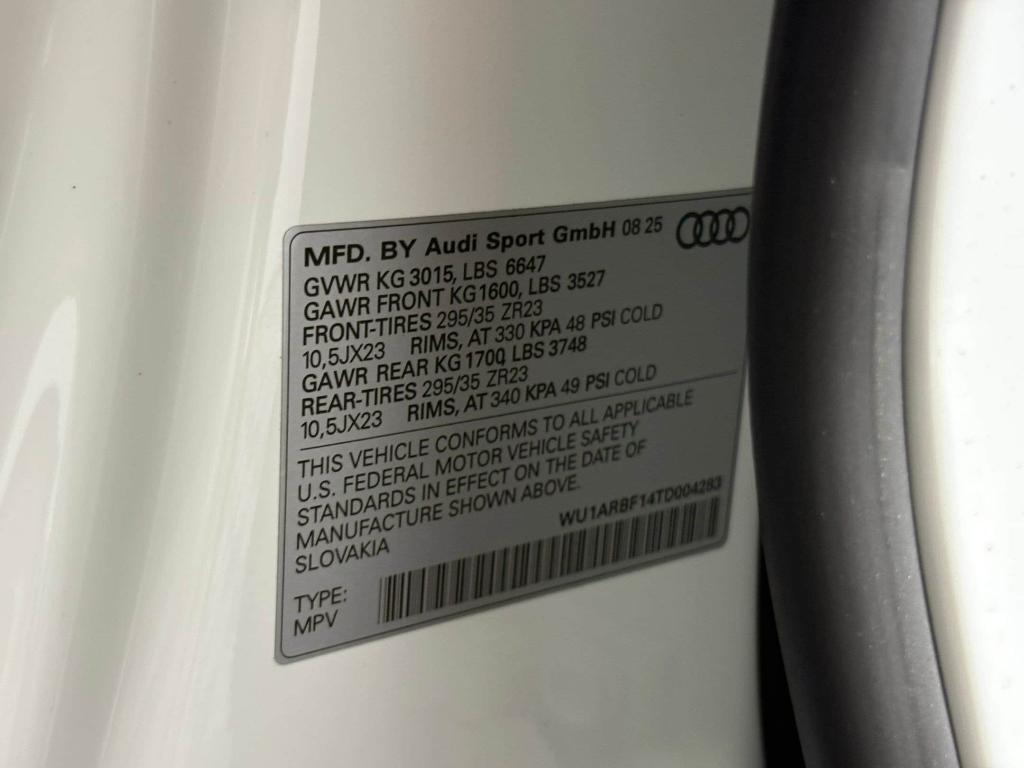 MFD. BY Audi Sport GmbH 08 25
GVWR KG 3015, LBS 6647
GAWR FRONT KG1600, LBS 3527
FRONT-TIRES 295/35 ZR23
10,5JX23 RIMS, AT 330 KPA 48 PSI COLD
GAWR REAR KG 1700 LBS 3748
REAR-TIRES 295/35 ZR23
10,5JX23 RIMS, AT 340 KPA 49 PSI COLD
THIS VEHICLE CONFORMS TO ALL APPLICABLE
U.S. FEDERAL MOTOR VEHICLE SAFETY
STANDARDS IN EFFECT ON THE DATE OF
MANUFACTURE SHOWN ABOVE.
SLOVAKIA
WU1ARBF14TD004283
TYPE:
MPV